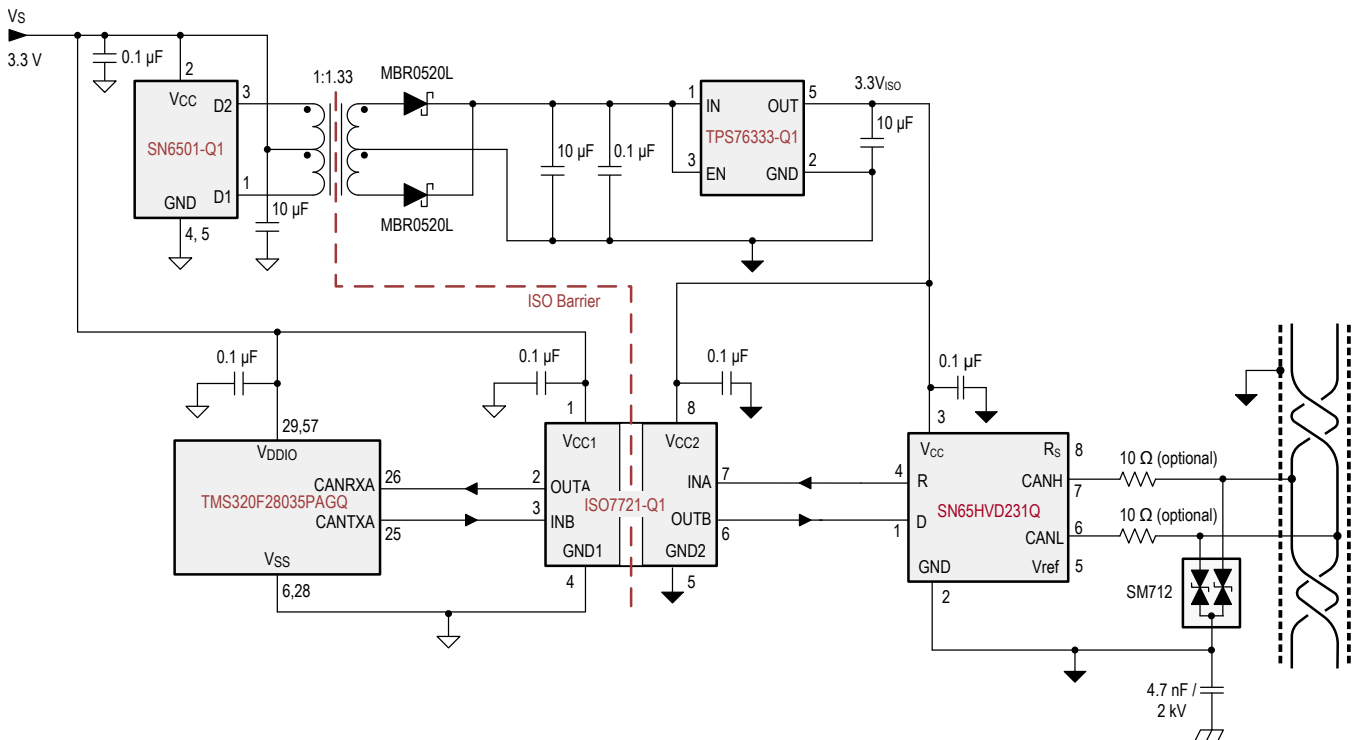 VS
3.3 V
0.1 µF
2
VCC
D2
3
SN6501-Q1
D1
1
GND
4, 5
10 µF
1:1.33
MBR0520L
MBR0520L
10 µF
0.1 µF
1
IN
OUT
5
TPS76333-Q1
3
EN
GND
2
3.3VISO
10 µF
ISO Barrier
0.1 µF
0.1 µF
0.1 µF
0.1 µF
29,57
VDDIO
CANRXA
26
TMS320F28035PAGQ
CANTXA
25
VSS
6,28
1
VCC1
2
OUTA
3
INB
GND1
4
ISO7721-Q1
8
VCC2
INA
7
OUTB
6
GND2
5
3
VCC
RS
8
4
R
CANH
7
SN65HVD231Q
1
D
CANL
6
GND
Vref
5
2
10 Ω (optional)
10 Ω (optional)
SM712
4.7 nF /
2 kV